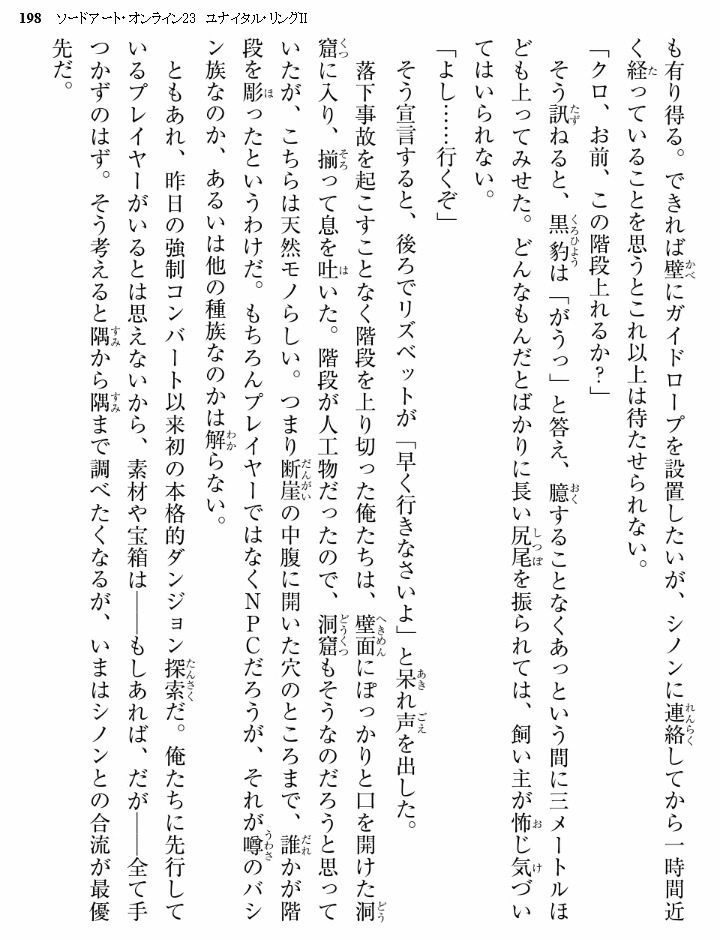 198　ソードアート・オンライン23　ユナイタル・リングⅡ
も有り得る。できれば壁にガイドロープを設置したいが、シノンに連絡してから一時間近
く経っていることを思うとこれ以上は待たせられない。
「クロ、お前、この階段上れるか？」
そう訊ねると、黒豹は「がうっ」と答え、臆することなくあっという間に三メートルほ
ども上ってみせた。どんなもんだとばかりに長い尻尾を振られては、飼い主が怖じ気づい
てはいられない。
「よし……行くぞ」
そう宣言すると、後ろでリズベットが「早く行きなさいよ」と呆れ声を出した。
落下事故を起こすことなく階段を上り切った俺たちは、壁面にぽっかりと口を開けた洞
窟に入り、揃って息を吐いた。階段が人工物だったので、洞窟もそうなのだろうと思って
いたが、こちらは天然モノらしい。つまり断崖の中腹に開いた穴のところまで、誰かが階
段を彫ったというわけだ。もちろんプレイヤーではなくＮＰＣだろうが、それが噂のバシ
ン族なのか、あるいは他の種族なのかは解らない。
ともあれ、昨日の強制コンバート以来初の本格的ダンジョン探索だ。俺たちに先行して
いるプレイヤーがいるとは思えないから、素材や宝箱は――もしあれば、だが――全て手
つかずのはず。そう考えると隅から隅まで調べたくなるが、いまはシノンとの合流が最優
先だ。